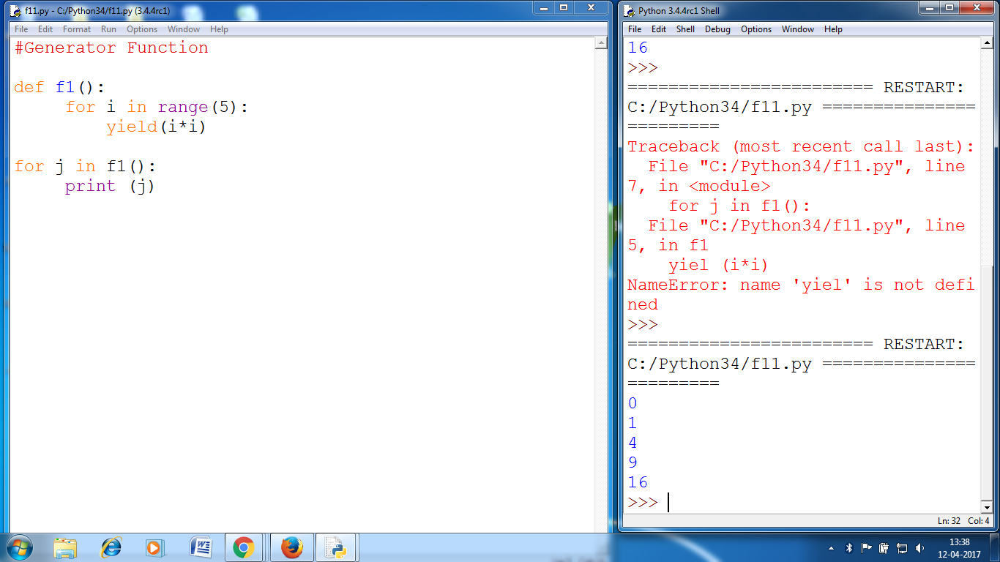 f11.py - C:/Python34/f11.py (3.4.4rc1)
File Edit Format Run Options Window Help
#Generator Function
def f1():
for i in range(5):
yield(i*i)
for j in f1():
print (j)
Python 3.4.4rc1 Shell
File Edit Shell Debug Options Window Help
16
>>>
======================== RESTART:
C:/Python34/f11.py ===============
=========
Traceback (most recent call last):
File "C:/Python34/f11.py", line
7, in <module>
for j in f1():
File "C:/Python34/f11.py", line
5, in f1
yiel (i*i)
NameError: name 'yiel' is not defi
ned
>>>
======================== RESTART:
C:/Python34/f11.py ===============
=========
0
1
4
9
16
>>>
Ln: 32 Col: 4
13:38
12-04-2017